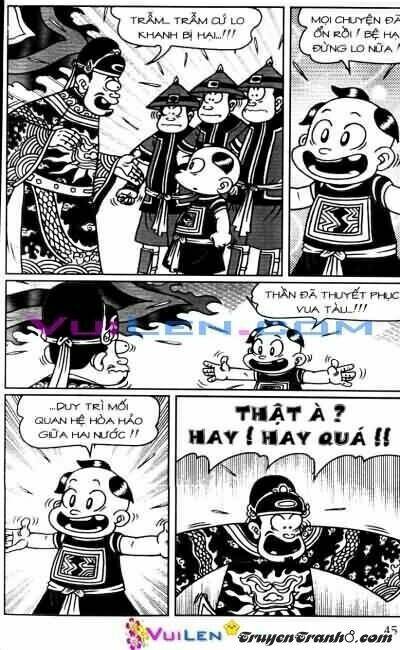 TRẪM... TRẪM CỨ LO
KHANH BỊ HẠI...!!!
MỌI CHUYỆN ĐÃ
ỔN RỒI! BỆ HẠ
ĐỪNG LO NỮA!
THẦN ĐÃ THUYẾT PHỤC
VUA TÀU...!!!
VUILEN.COM
...DUY TRÌ MỐI
QUAN HỆ HÒA HẢO
GIỮA HAI NƯỚC!
THẬT À?
HAY! HAY QUÁ!!
45
VUILEN
TruyenTranh8.com